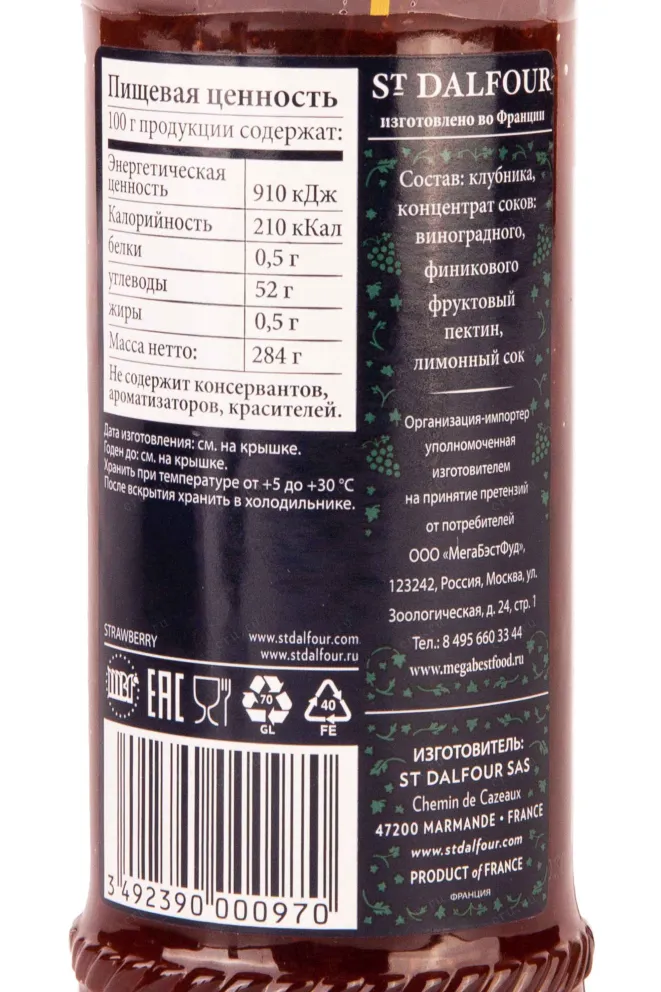 Пищевая ценность
100 г продукции содержат:
Энергетическая
ценность 910 кДж
Калорийность 210 кКал
белки 0,5 г
углеводы 52 г
жиры 0,5 г
Масса нетто: 284 г
Не содержит консервантов,
ароматизаторов, красителей.
Дата изготовления: см. на крышке.
Годен до: см. на крышке.
Хранить при температуре от +5 до +30 °C
После вскрытия хранить в холодильнике.
STRAWBERRY
www.stdalfour.com
www.stdalfour.ru
EAC
70
GL
40
FE
3 492390 000970
ST DALFOUR
изготовлено во Франции
Состав: клубника,
концентрат соков:
виноградного,
финикового
фруктовый
пектин,
лимонный сок
Организация-импортер
уполномоченная
изготовителем
на принятие претензий
от потребителей
ООО «МегаБэстФуд»,
123242, Россия, Москва, ул.
Зоологическая, д. 24, стр. 1
Тел.: 8 495 660 33 44
www.megabestfood.ru
ИЗГОТОВИТЕЛЬ:
ST DALFOUR SAS
Chemin de Cazeaux
47200 MARMANDE • FRANCE
www.stdalfour.com
PRODUCT of FRANCE
ФРАНЦИЯ